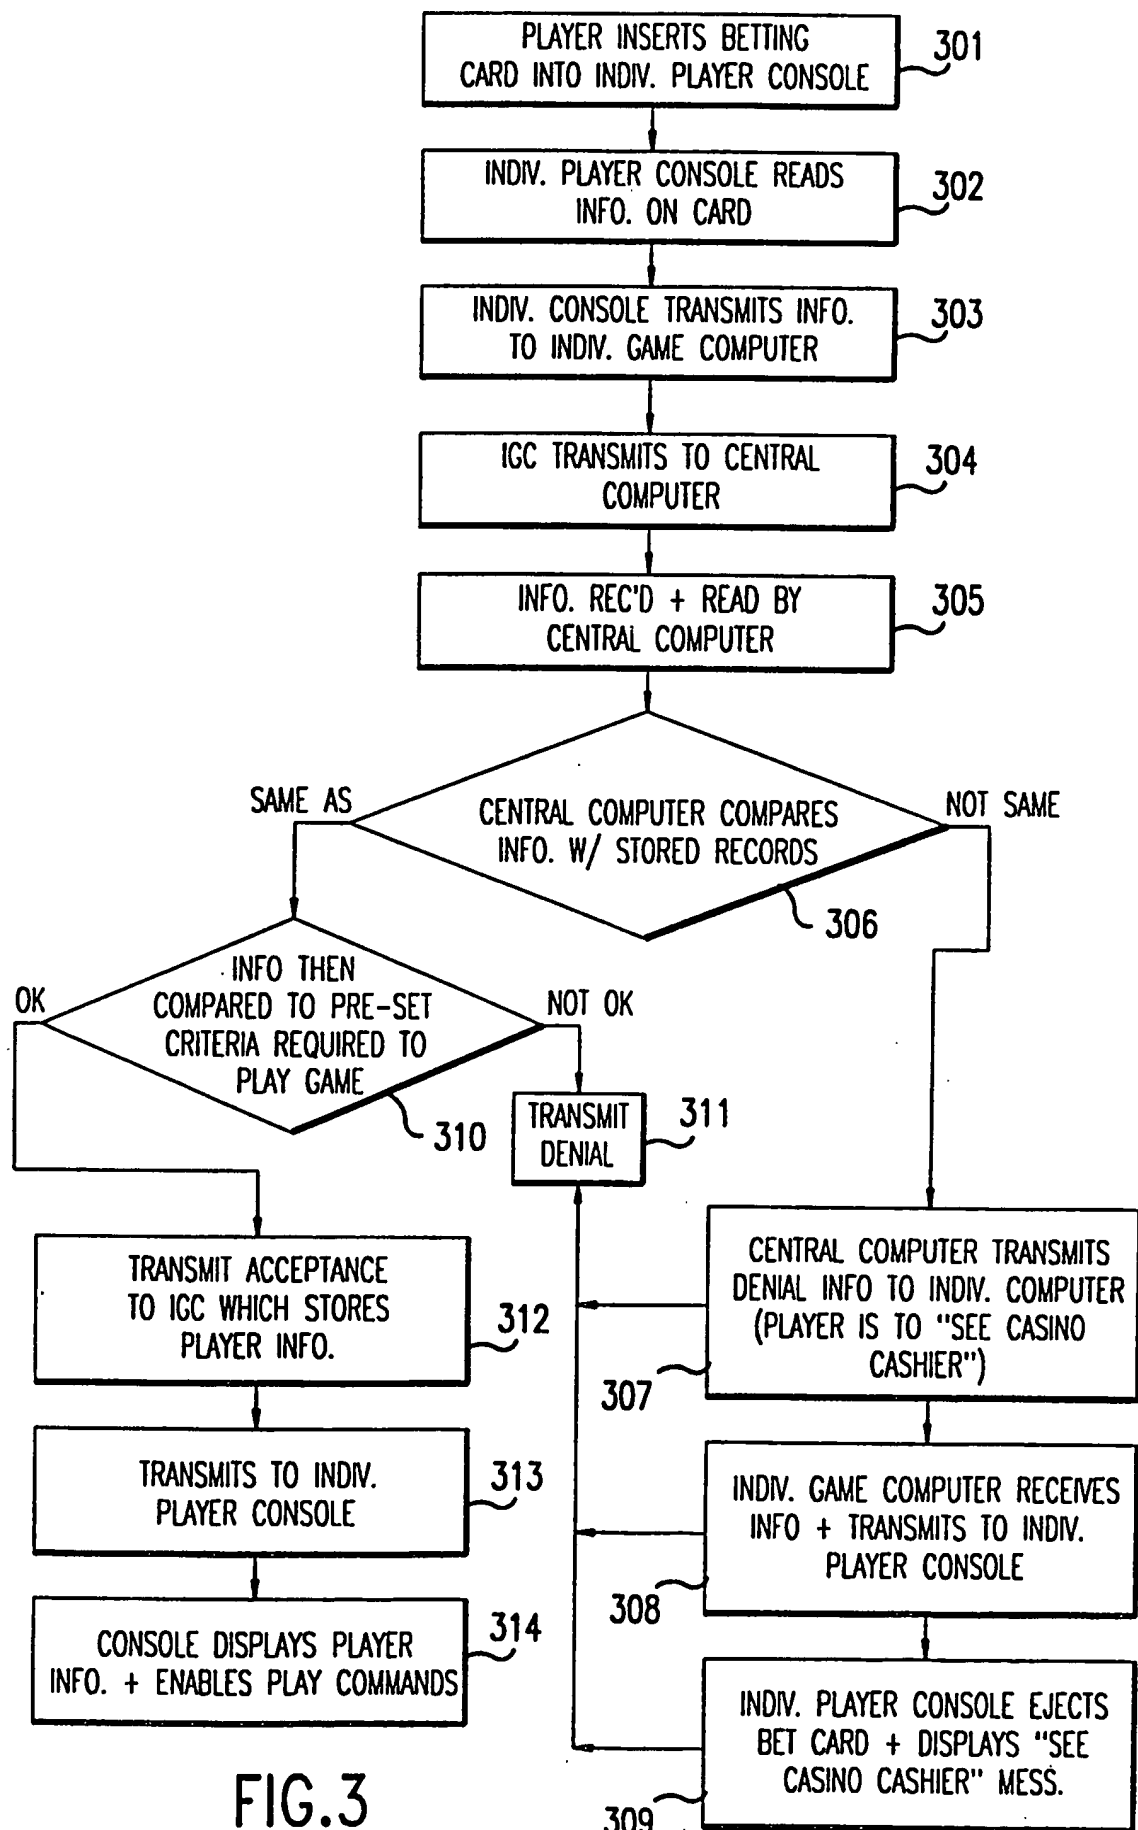 PLAYER INSERTS BETTING
CARD INTO INDIV. PLAYER CONSOLE
301
INDIV. PLAYER CONSOLE READS
INFO. ON CARD
302
INDIV. CONSOLE TRANSMITS INFO.
TO INDIV. GAME COMPUTER
303
IGC TRANSMITS TO CENTRAL
COMPUTER
304
INFO. REC'D + READ BY
CENTRAL COMPUTER
305
SAME AS
CENTRAL COMPUTER COMPARES
INFO. W/ STORED RECORDS
NOT SAME
306
OK
INFO THEN
COMPARED TO PRE-SET
CRITERIA REQUIRED TO
PLAY GAME
NOT OK
310
TRANSMIT
DENIAL
311
TRANSMIT ACCEPTANCE
TO IGC WHICH STORES
PLAYER INFO.
312
TRANSMITS TO INDIV.
PLAYER CONSOLE
313
CONSOLE DISPLAYS PLAYER
INFO. + ENABLES PLAY COMMANDS
314
CENTRAL COMPUTER TRANSMITS
DENIAL INFO TO INDIV. COMPUTER
(PLAYER IS TO "SEE CASINO
CASHIER")
307
INDIV. GAME COMPUTER RECEIVES
INFO + TRANSMITS TO INDIV.
PLAYER CONSOLE
308
INDIV. PLAYER CONSOLE EJECTS
BET CARD + DISPLAYS "SEE
CASINO CASHIER" MESS.
309
FIG.3